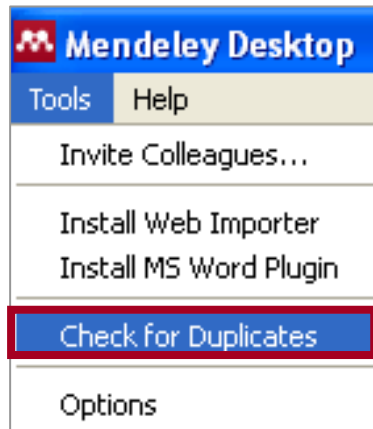 Mendeley Desktop
Tools Help
Invite Colleagues...
Install Web Importer
Install MS Word Plugin
Check for Duplicates
Options